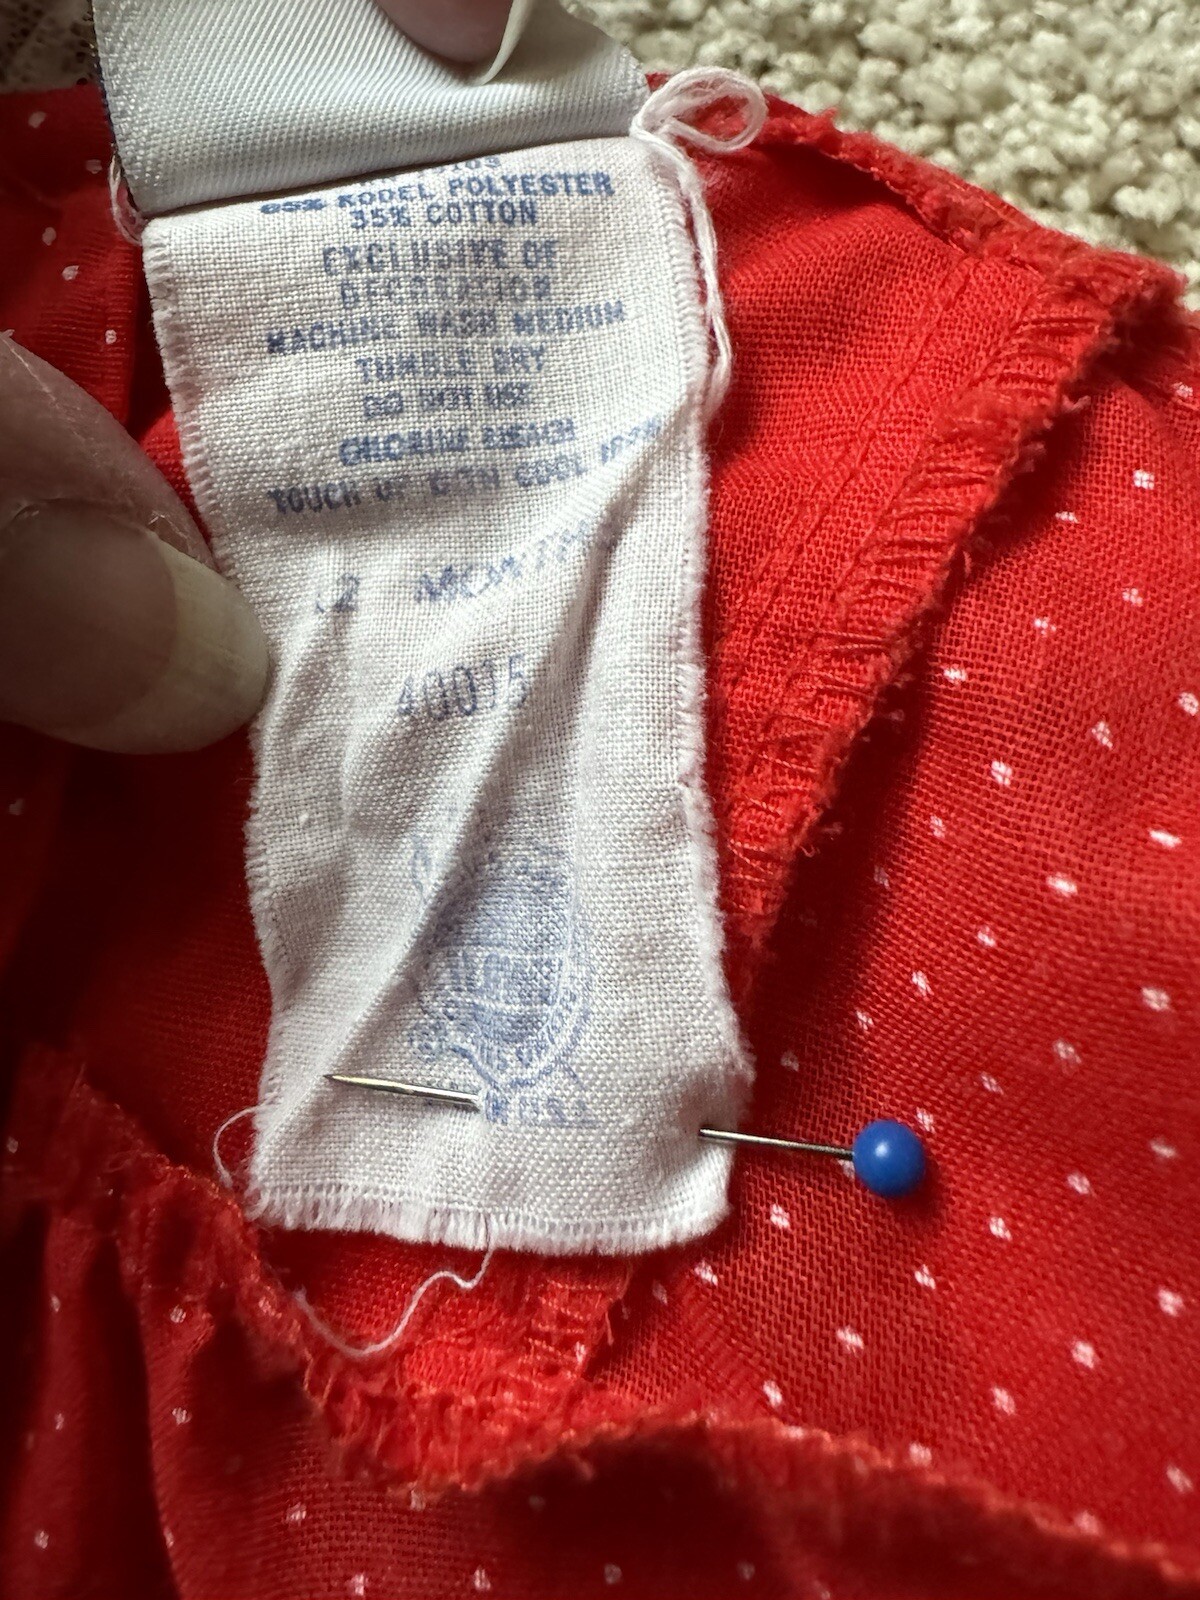 65% KODEL POLYESTER
35% COTTON
EXCLUSIVE OF
DECORATION
MACHINE WASH MEDIUM
TUMBLE DRY
DO NOT USE
CHLORINE BLEACH
TOUCH UP WITH COOL IRON
12 MONTHS
40015